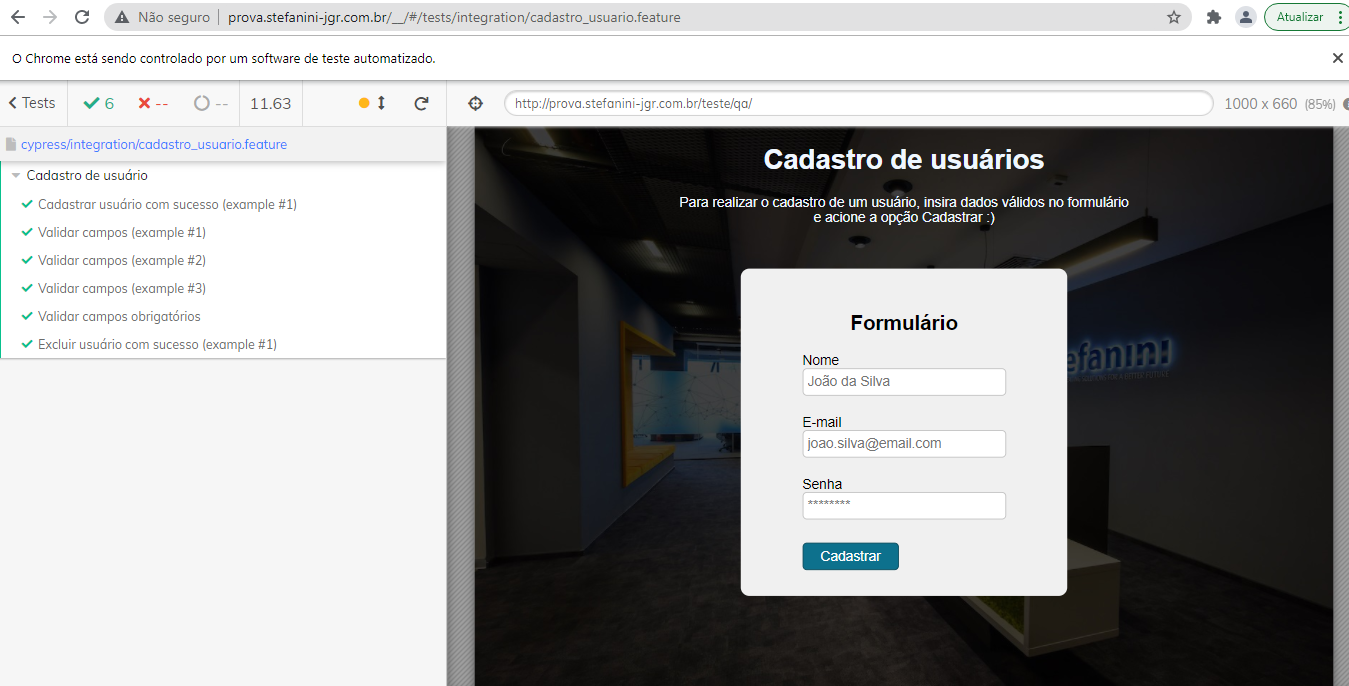 Não seguro
prova.stefanini-jgr.com.br/__/#/tests/integration/cadastro_usuario.feature
Atualizar
O Chrome está sendo controlado por um software de teste automatizado.
Tests
6
--
--
11.63
http://prova.stefanini-jgr.com.br/teste/qa/
1000 x 660 (85%)
cypress/integration/cadastro_usuario.feature
Cadastro de usuário
Cadastrar usuário com sucesso (example #1)
Validar campos (example #1)
Validar campos (example #2)
Validar campos (example #3)
Validar campos obrigatórios
Excluir usuário com sucesso (example #1)
Cadastro de usuários
Para realizar o cadastro de um usuário, insira dados válidos no formulário
e acione a opção Cadastrar :)
Formulário
Nome
João da Silva
E-mail
joao.silva@email.com
Senha
********
Cadastrar
efanini